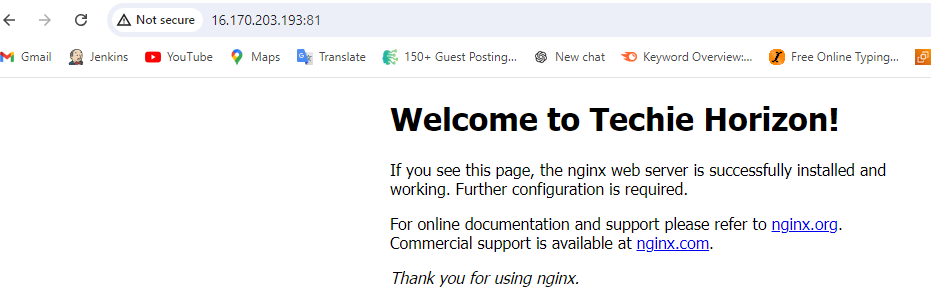 Not secure 16.170.203.193:81
Gmail Jenkins YouTube Maps Translate 150+ Guest Posting... New chat Keyword Overview:... Free Online Typing...
Welcome to Techie Horizon!
If you see this page, the nginx web server is successfully installed and
working. Further configuration is required.
For online documentation and support please refer to nginx.org.
Commercial support is available at nginx.com.
Thank you for using nginx.